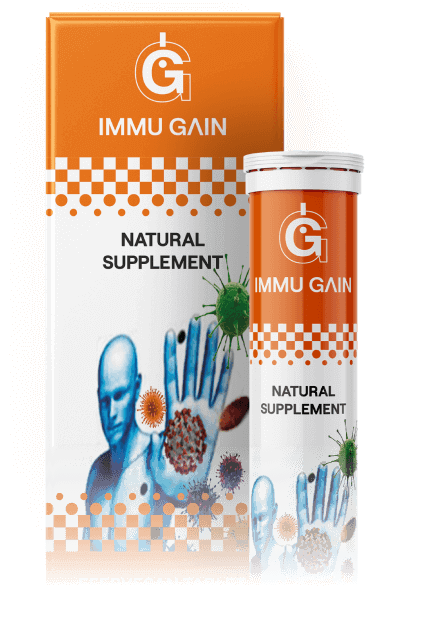 G
IMMU GAIN
NATURAL
SUPPLEMENT
G
IMMU GAIN
NATURAL
SUPPLEMENT